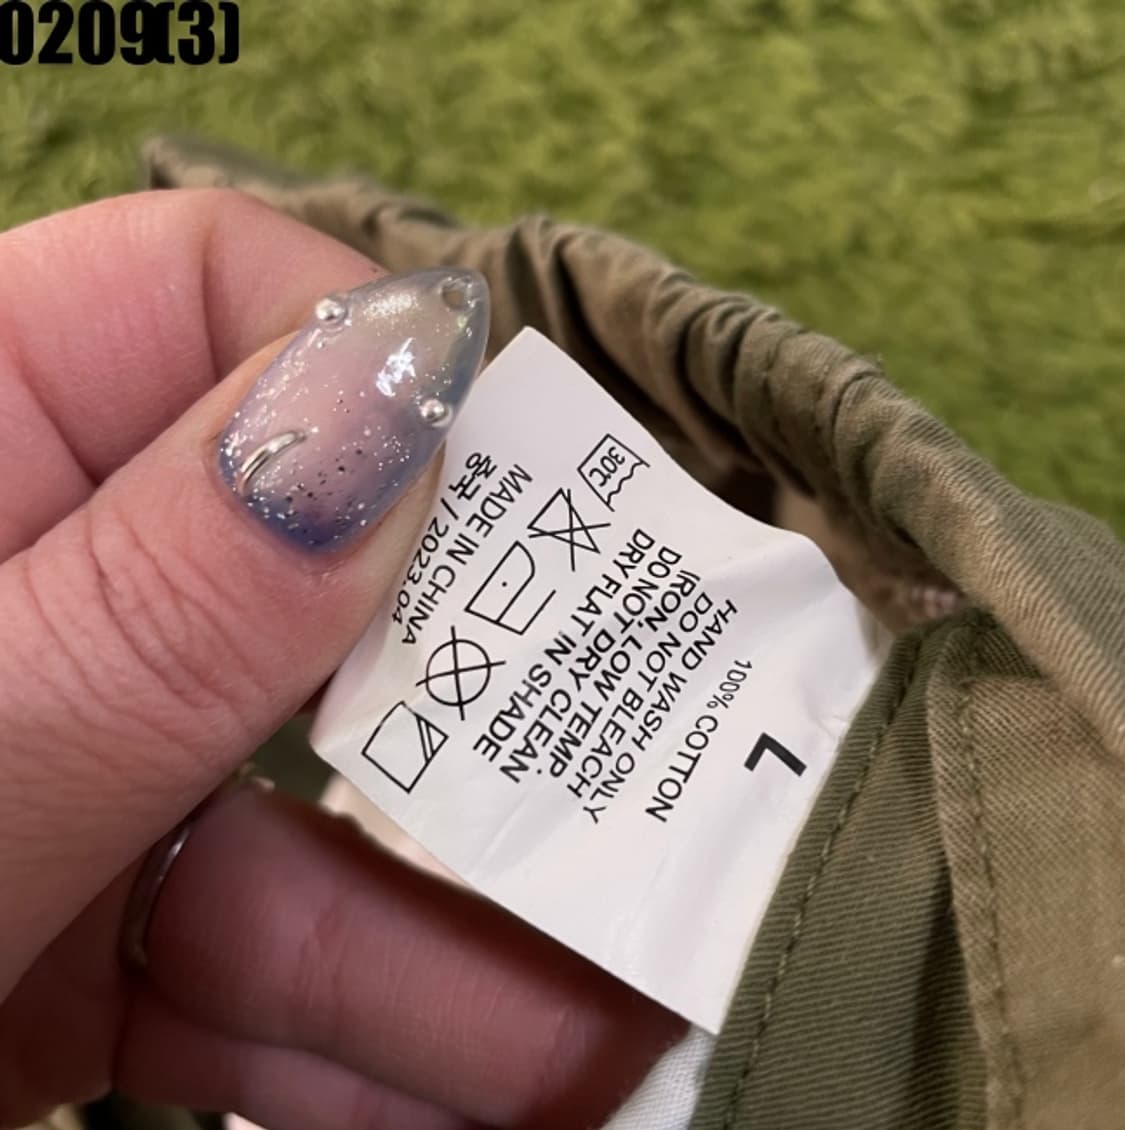 0209(3)
L
100% COTTON
HAND WASH ONLY
DO NOT BLEACH
IRON, LOW TEMP.
DO NOT DRY CLEAN
DRY FLAT IN SHADE
30℃
MADE IN CHINA
중국 / 2023.04